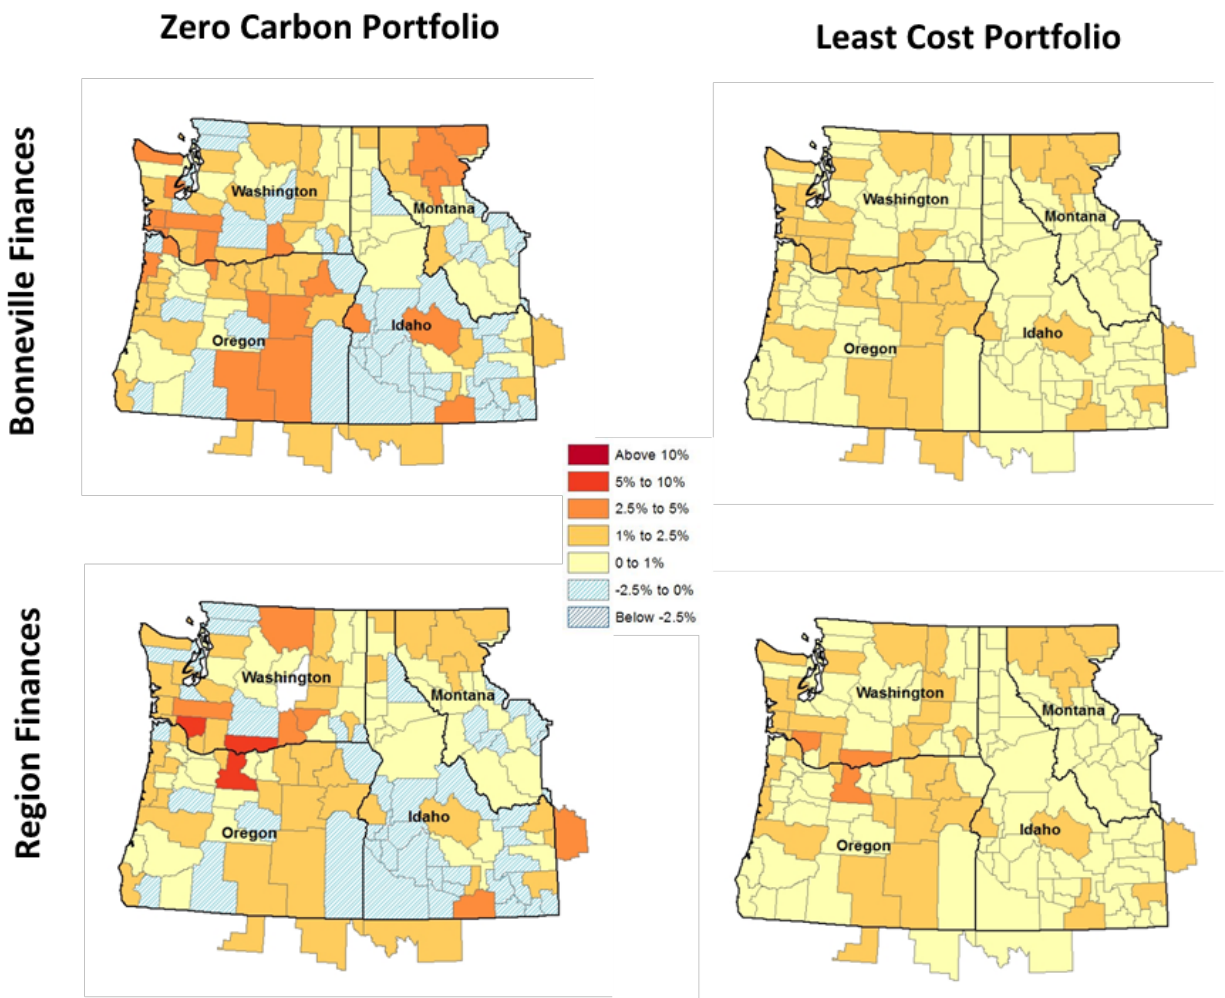 Zero Carbon Portfolio
Least Cost Portfolio
Bonneville Finances
Washington
Montana
Idaho
Oregon
Washington
Montana
Idaho
Oregon
Above 10%
5% to 10%
2.5% to 5%
1% to 2.5%
0 to 1%
-2.5% to 0%
Below -2.5%
Region Finances
Washington
Montana
Idaho
Oregon
Washington
Montana
Idaho
Oregon